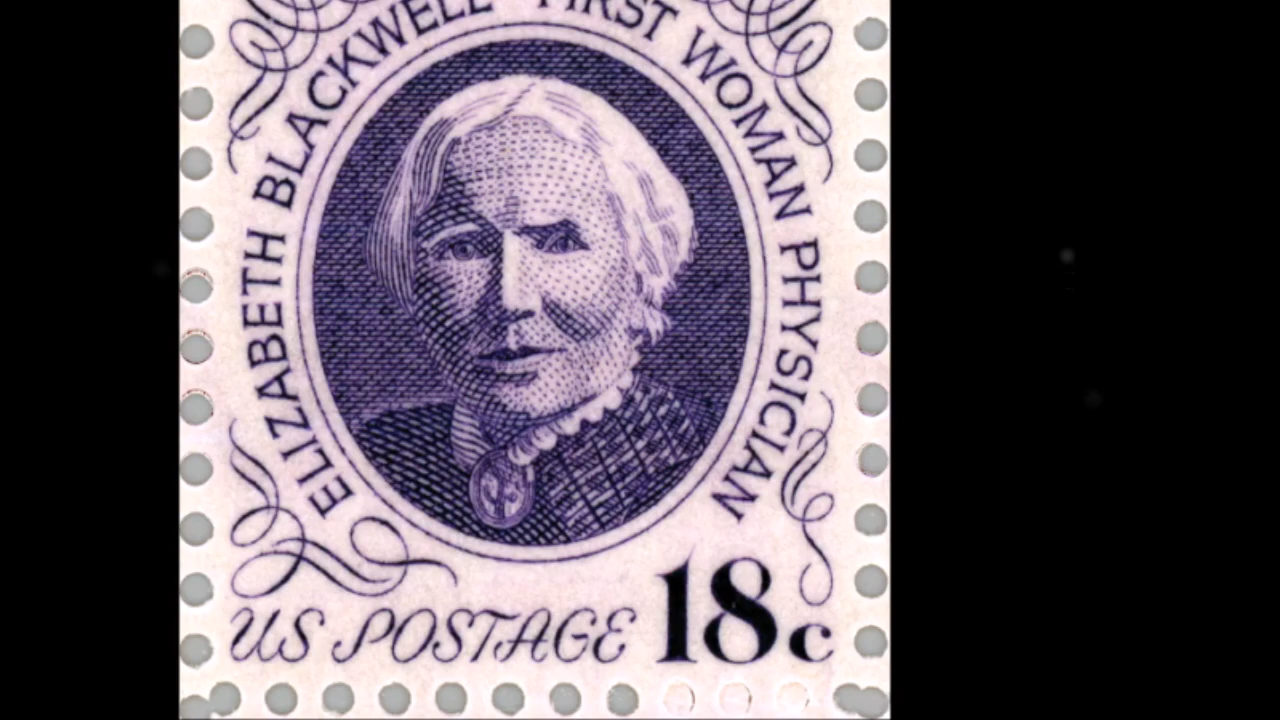 ELIZABETH BLACKWELL FIRST WOMAN PHYSICIAN
US POSTAGE 18c